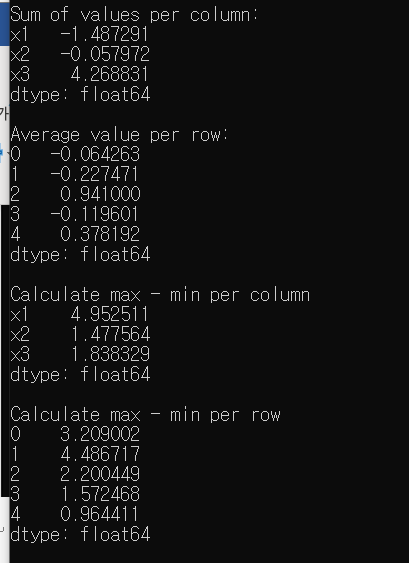 Sum of values per column:
x1   -1.487291
x2   -0.057972
x3    4.268831
dtype: float64

Average value per row:
0   -0.064263
1   -0.227471
2    0.941000
3   -0.119601
4    0.378192
dtype: float64

Calculate max - min per column
x1    4.952511
x2    1.477564
x3    1.838329
dtype: float64

Calculate max - min per row
0    3.209002
1    4.486717
2    2.200449
3    1.572468
4    0.964411
dtype: float64